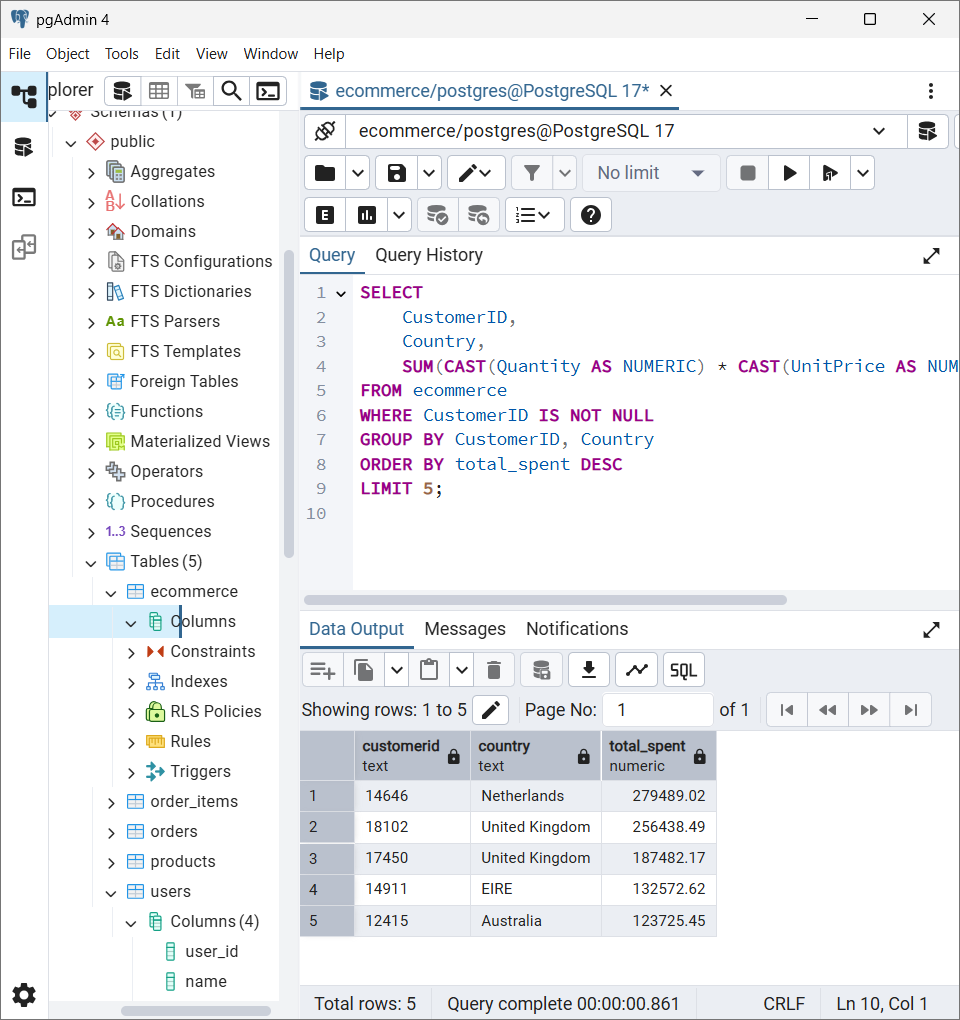 pgAdmin 4
File Object Tools Edit View Window Help
plorer
ecommerce/postgres@PostgreSQL 17*
Schemas (1)
public
Aggregates
Collations
Domains
FTS Configurations
FTS Dictionaries
Aa FTS Parsers
FTS Templates
Foreign Tables
Functions
Materialized Views
Operators
Procedures
1..3 Sequences
Tables (5)
ecommerce
Columns
Constraints
Indexes
RLS Policies
Rules
Triggers
order_items
orders
products
users
Columns (4)
user_id
name
ecommerce/postgres@PostgreSQL 17
No limit
E
Query Query History
1 SELECT
2 CustomerID,
3 Country,
4 SUM(CAST(Quantity AS NUMERIC) * CAST(UnitPrice AS NUM
5 FROM ecommerce
6 WHERE CustomerID IS NOT NULL
7 GROUP BY CustomerID, Country
8 ORDER BY total_spent DESC
9 LIMIT 5;
10
Data Output Messages Notifications
SQL
Showing rows: 1 to 5 Page No: 1 of 1
customerid country total_spent
text text numeric
1 14646 Netherlands 279489.02
2 18102 United Kingdom 256438.49
3 17450 United Kingdom 187482.17
4 14911 EIRE 132572.62
5 12415 Australia 123725.45
Total rows: 5 Query complete 00:00:00.861 CRLF Ln 10, Col 1